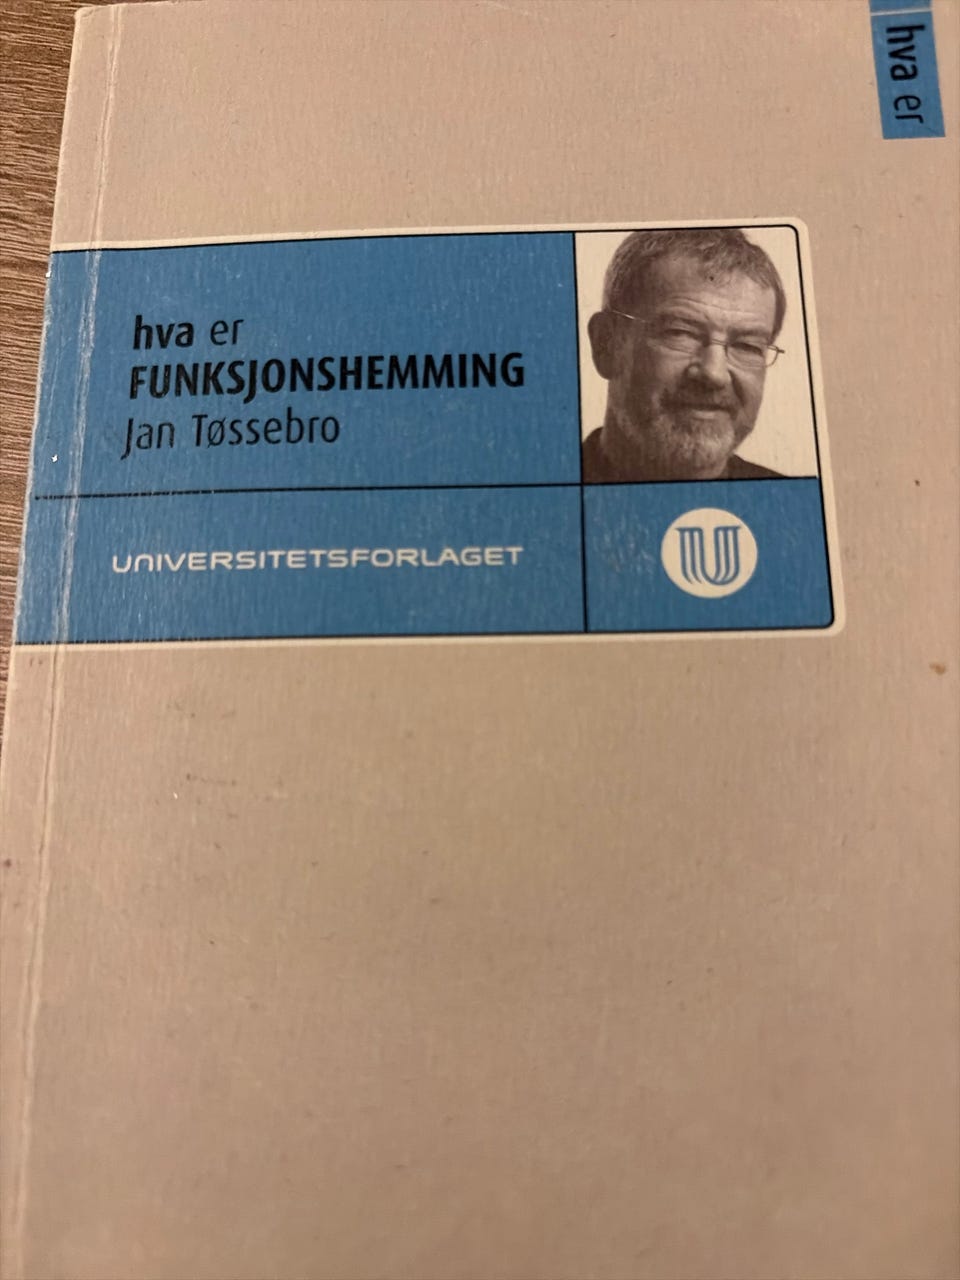 hva er
hva er
FUNKSJONSHEMMING
Jan Tøssebro
UNIVERSITETSFORLAGET
U